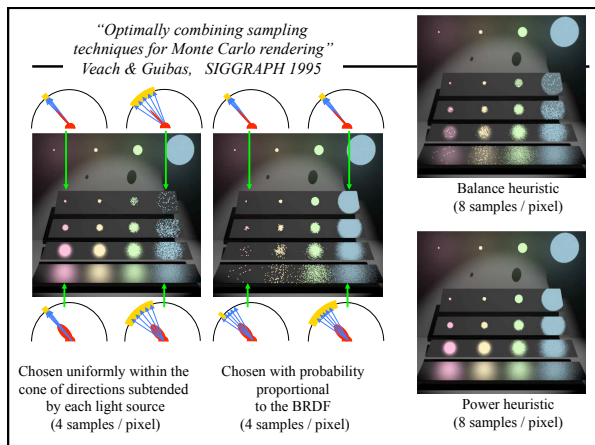 “Optimally combining sampling
techniques for Monte Carlo rendering”
Veach & Guibas, SIGGRAPH 1995
Chosen uniformly within the
cone of directions subtended
by each light source
(4 samples / pixel)
Chosen with probability
proportional
to the BRDF
(4 samples / pixel)
Balance heuristic
(8 samples / pixel)
Power heuristic
(8 samples / pixel)